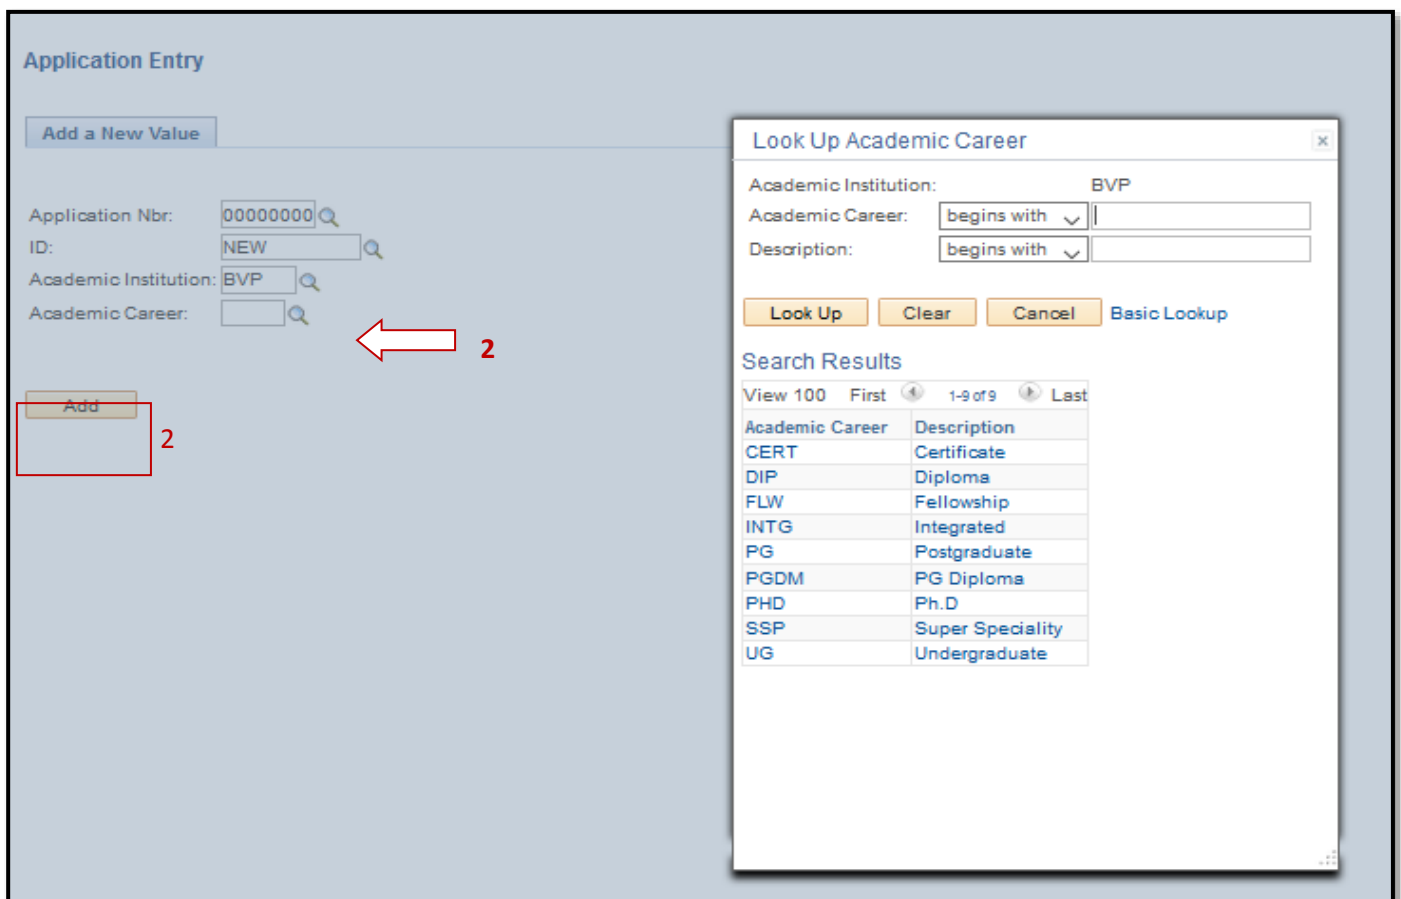 Application Entry
Add a New Value
Application Nbr: 00000000
ID: NEW
Academic Institution: BVP
Academic Career:
2
Add
2
Look Up Academic Career
Academic Institution: BVP
Academic Career: begins with
Description: begins with
Look Up Clear Cancel Basic Lookup
Search Results
View 100 First 1-9 of 9 Last
Academic Career Description
CERT Certificate
DIP Diploma
FLW Fellowship
INTG Integrated
PG Postgraduate
PGDM PG Diploma
PHD Ph.D
SSP Super Speciality
UG Undergraduate